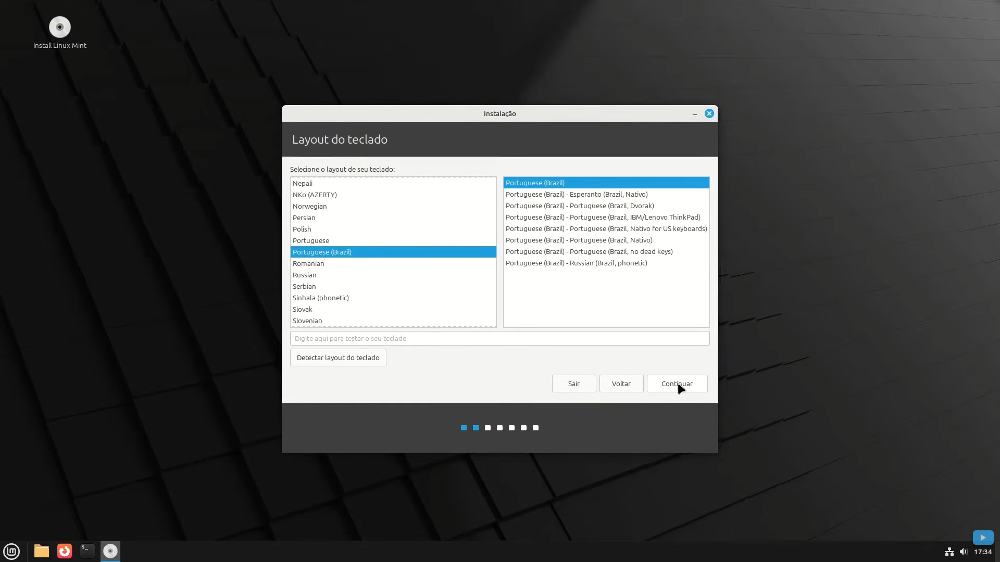 Install Linux Mint
Instalação
Layout do teclado
Selecione o layout de seu teclado:
Nepali
NKo (AZERTY)
Norwegian
Persian
Polish
Portuguese
Portuguese (Brazil)
Romanian
Russian
Serbian
Sinhala (phonetic)
Slovak
Slovenian
Portuguese (Brazil)
Portuguese (Brazil) - Esperanto (Brazil, Nativo)
Portuguese (Brazil) - Portuguese (Brazil, Dvorak)
Portuguese (Brazil) - Portuguese (Brazil, IBM/Lenovo ThinkPad)
Portuguese (Brazil) - Portuguese (Brazil, Nativo for US keyboards)
Portuguese (Brazil) - Portuguese (Brazil, Nativo)
Portuguese (Brazil) - Portuguese (Brazil, no dead keys)
Portuguese (Brazil) - Russian (Brazil, phonetic)
Digite aqui para testar o seu teclado
Detectar layout do teclado
Sair Voltar Continuar
lm $_ 17:34